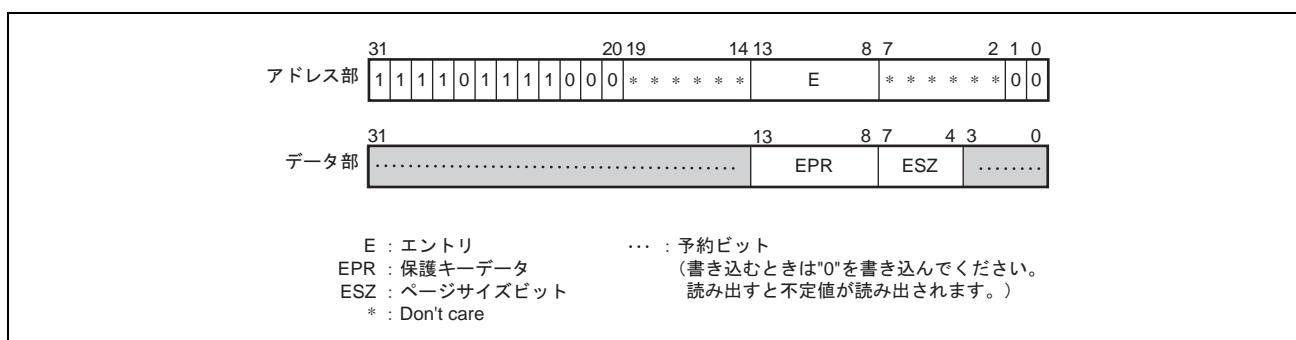 31 20 19 14 13 8 7 2 1 0
アドレス部 1 1 1 1 0 1 1 1 1 0 0 0 * * * * * * E * * * * * * 0 0
31 13 8 7 4 3 0
データ部 ………………………………………… EPR ESZ ………
E : エントリ … : 予約ビット
EPR : 保護キーデータ (書き込むときは"0"を書き込んでください。
ESZ : ページサイズビット 読み出すと不定値が読み出されます。)
* : Don't care